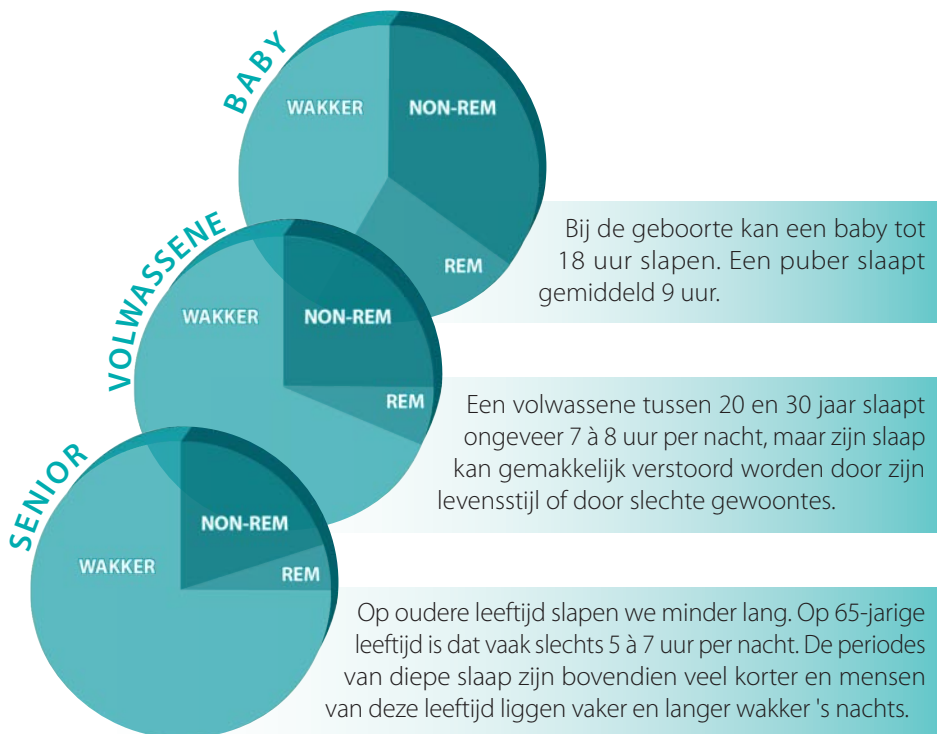 BABY
WAKKER
NON-REM
REM
Bij de geboorte kan een baby tot
18 uur slapen. Een puber slaapt
gemiddeld 9 uur.
VOLWASSENE
WAKKER
NON-REM
REM
Een volwassene tussen 20 en 30 jaar slaapt
ongeveer 7 à 8 uur per nacht, maar zijn slaap
kan gemakkelijk verstoord worden door zijn
levensstijl of door slechte gewoontes.
SENIOR
WAKKER
NON-REM
REM
Op oudere leeftijd slapen we minder lang. Op 65-jarige
leeftijd is dat vaak slechts 5 à 7 uur per nacht. De periodes
van diepe slaap zijn bovendien veel korter en mensen
van deze leeftijd liggen vaker en langer wakker 's nachts.